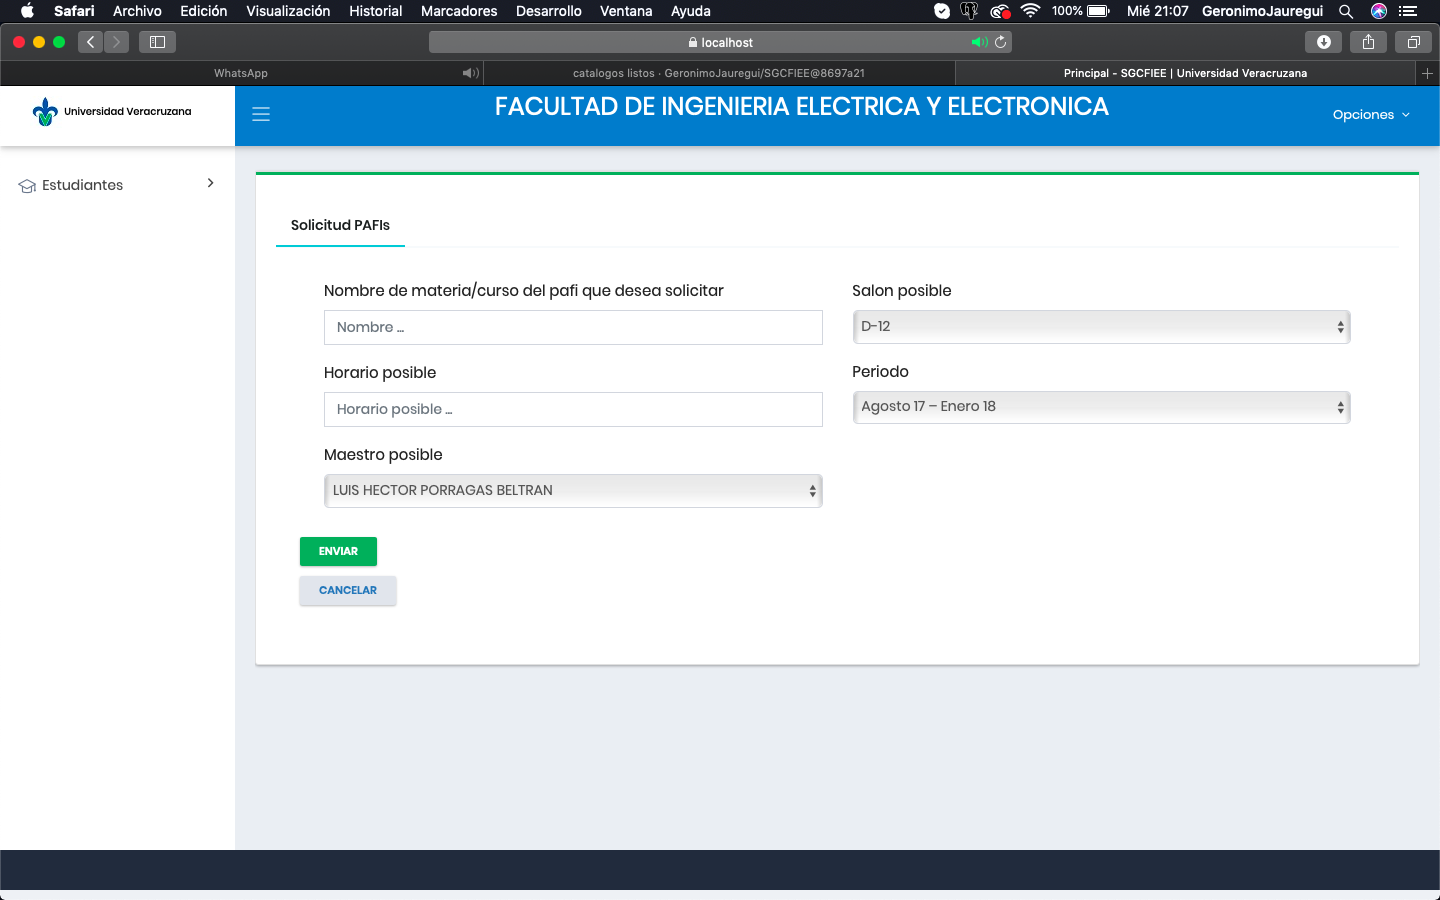 Safari Archivo Edición Visualización Historial Marcadores Desarrollo Ventana Ayuda 100% Mié 21:07 GeronimoJauregui
localhost
WhatsApp catalogos listos · GeronimoJauregui/SGCFIEE@8697a21 Principal - SGCFIEE | Universidad Veracruzana
Universidad Veracruzana
FACULTAD DE INGENIERIA ELECTRICA Y ELECTRONICA
Opciones
Estudiantes
Solicitud PAFIs
Nombre de materia/curso del pafi que desea solicitar
Nombre ...
Horario posible
Horario posible ...
Maestro posible
LUIS HECTOR PORRAGAS BELTRAN
Salon posible
D-12
Periodo
Agosto 17 – Enero 18
ENVIAR
CANCELAR